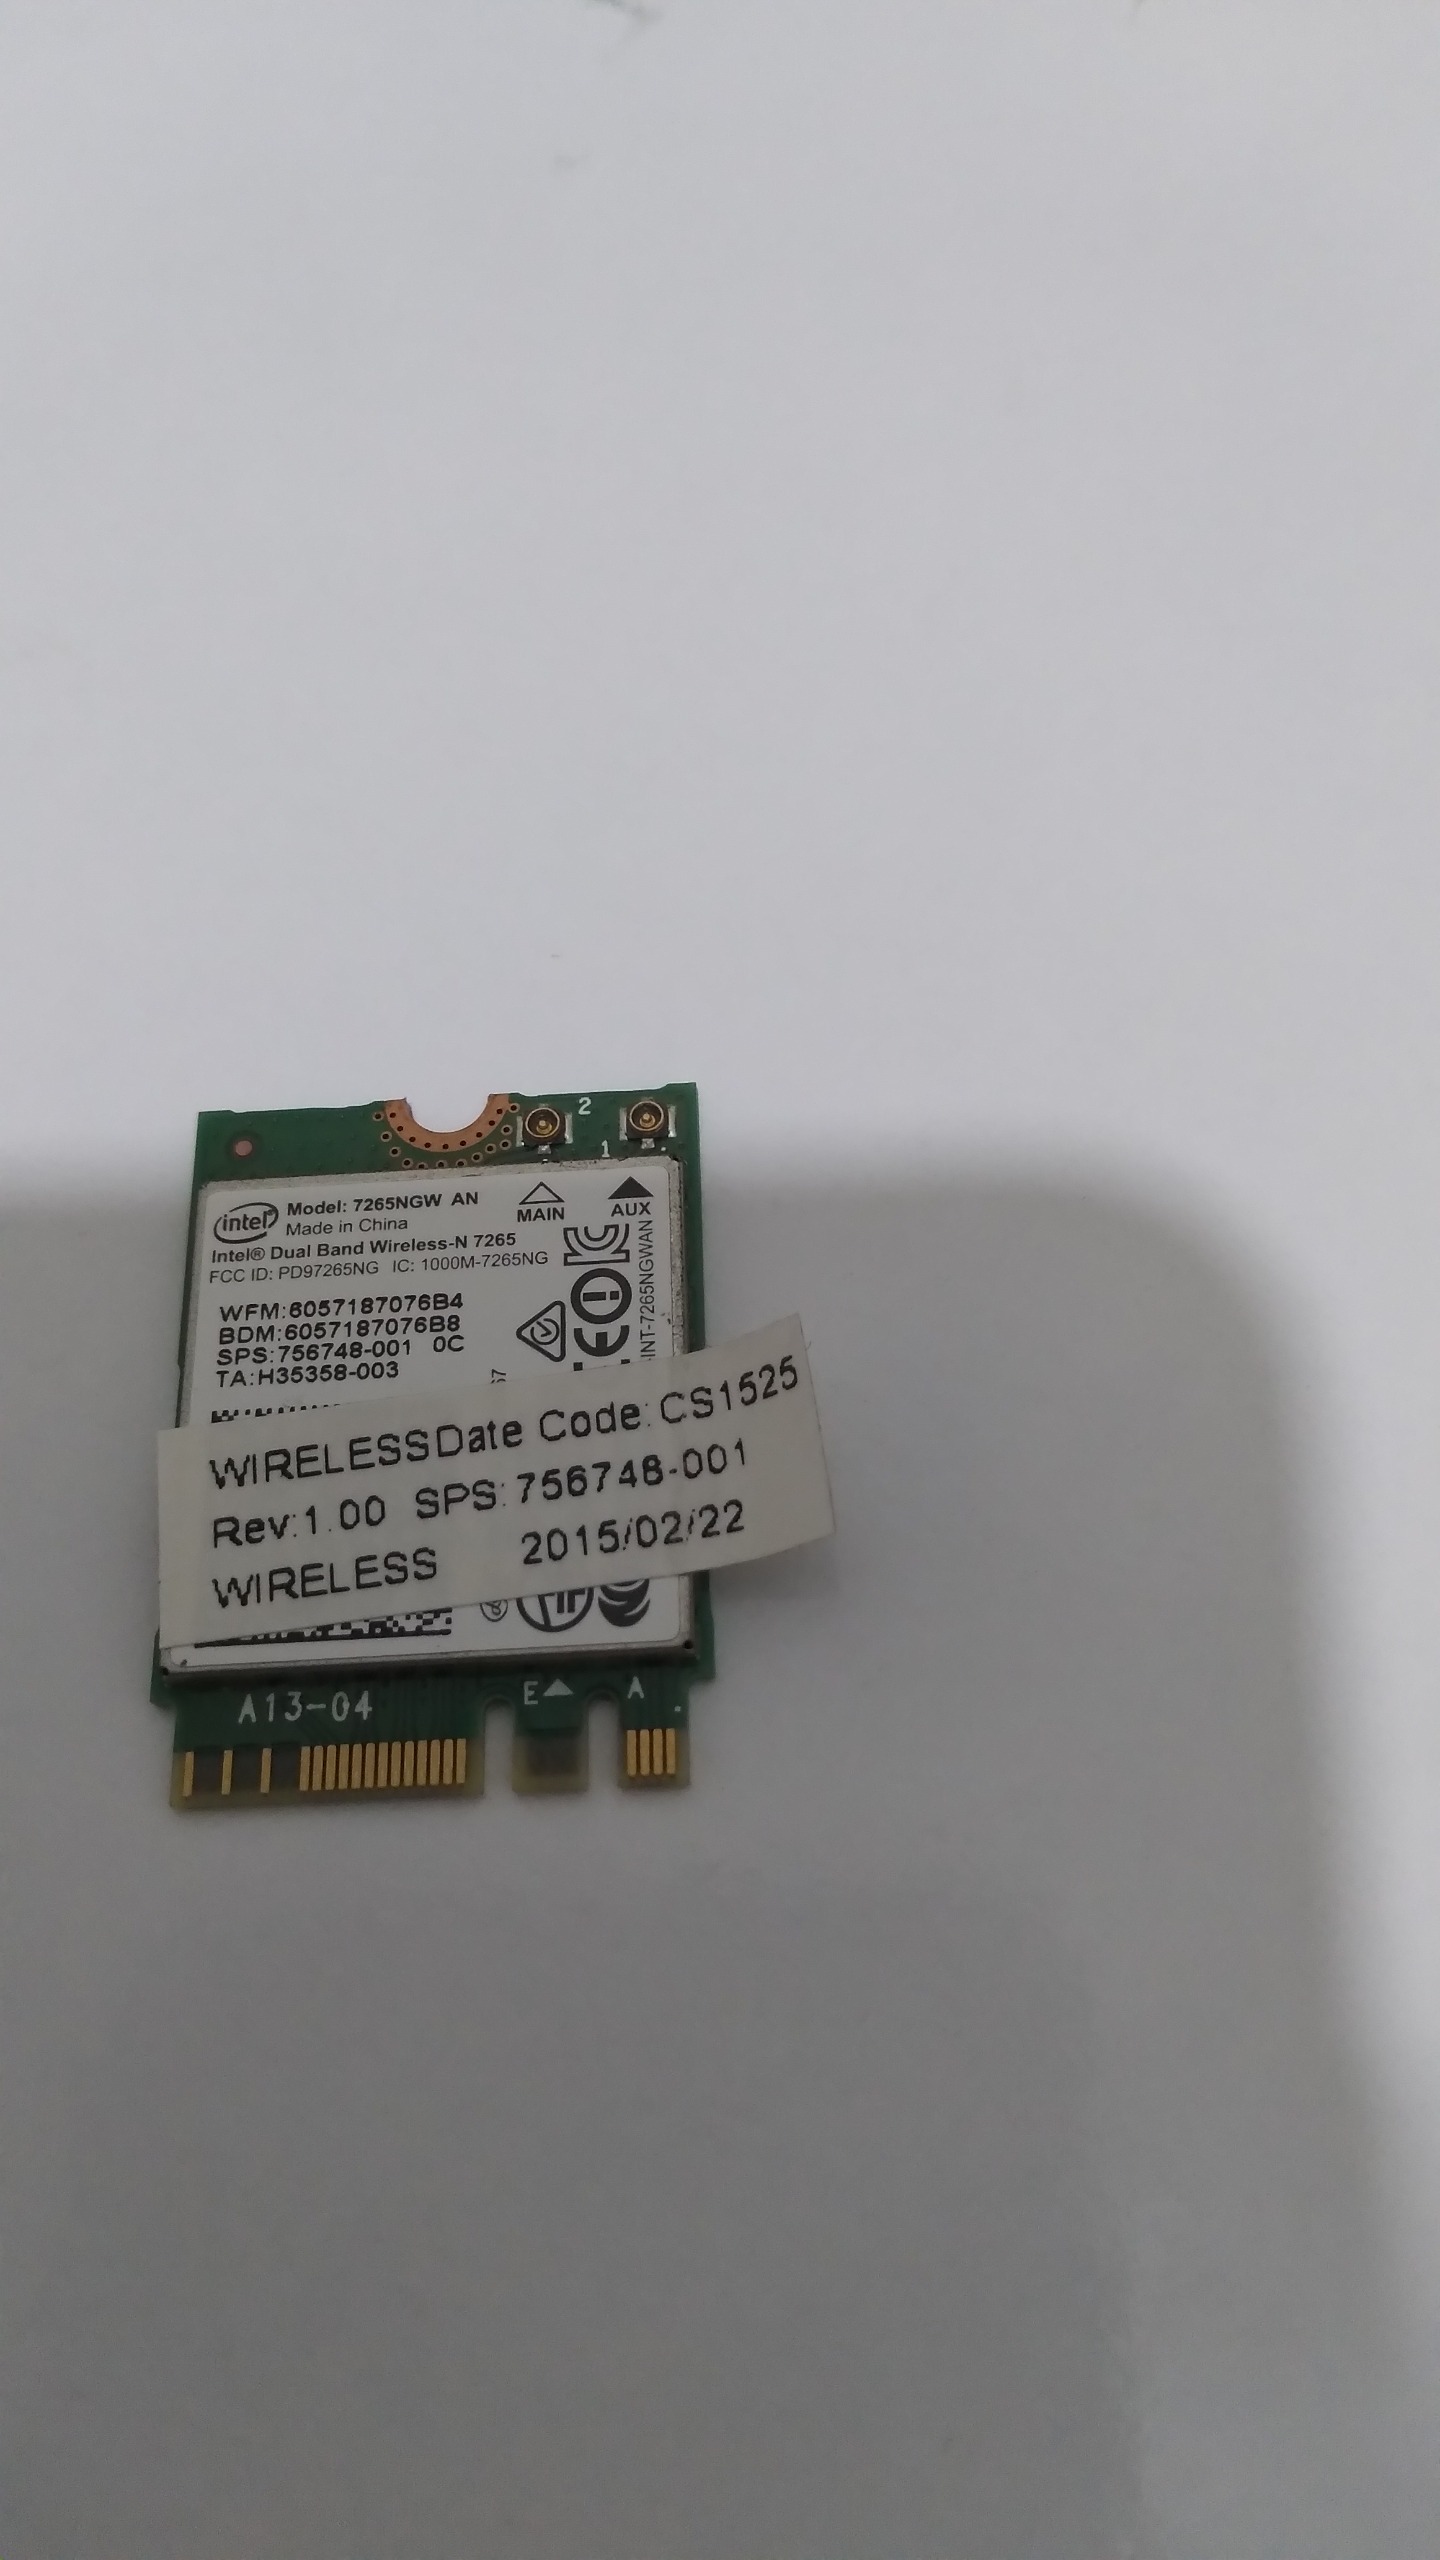 2
1
intel
Model: 7265NGW AN
Made in China
MAIN
AUX
Intel® Dual Band Wireless-N 7265
FCC ID: PD97265NG IC: 1000M-7265NG
WFM:6057187076B4
BDM:6057187076B8
SPS:756748-001 0C
TA:H35358-003
-INT-7265NGWAN
WIRELESSDate Code:CS1525
Rev:1.00 SPS:756748-001
WIRELESS 2015/02/22
A13-04
E
A